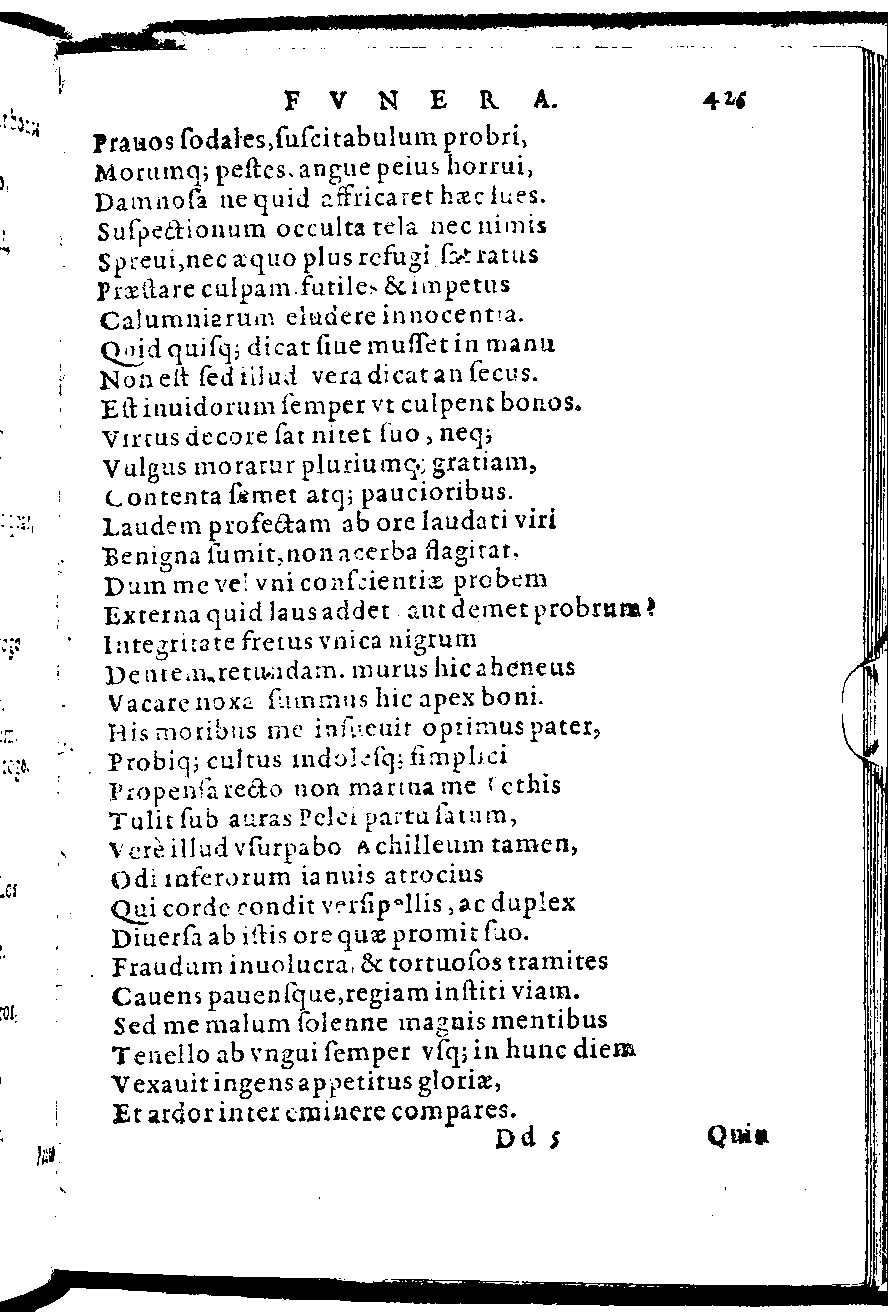 FVNERA. 426
Prauos ſodales, ſuſcitabulum probri,
Morumq; peſtes. angue peius horrui,
Damnoſa ne quid affricaret hæc lues.
Suſpectionum occulta tela nec nimis
Spreui, nec æquo plus refugi ſat ratus
Præſtare culpam. futiles & impetus
Calumniarum eludere innocentia.
Quid quiſq; dicat ſiue muſſet in manu
Non eſt ſed illud vera dicat an ſecus.
Eſt inuidorum ſemper vt culpent bonos.
Virtus decore ſat nitet ſuo, neq;
Vulgus moratur pluriumq; gratiam,
Contenta ſemet atq; paucioribus.
Laudem profectam ab ore laudati viri
Benigna ſumit, non acerba flagitat.
Dum me vel vni conſcientiæ probem
Externa quid laus addet aut demet probrum?
Integritate fretus vnica nigrum
Dentem retundam. murus hic aheneus
Vacare noxa ſummus hic apex boni.
His moribus me inſueuit optimus pater,
Probiq; cultus indoleſq; ſimplici
Propenſa recto non marina me Tethis
Tulit ſub auras Pelei partu ſatum,
Verè illud vſurpabo Achilleum tamen,
Odi inferorum ianuis atrocius
Qui corde condit verſipellis, ac duplex
Diuerſa ab iſtis ore quæ promit ſuo.
Fraudum inuolucra, & tortuoſos tramites
Cauens pauenſque, regiam inſtiti viam.
Sed me malum ſolenne magnis mentibus
Tenello ab vngui ſemper vſq; in hunc diem
Vexauit ingens appetitus gloriæ,
Et ardor inter eminere compares.
Dd 5 Quin